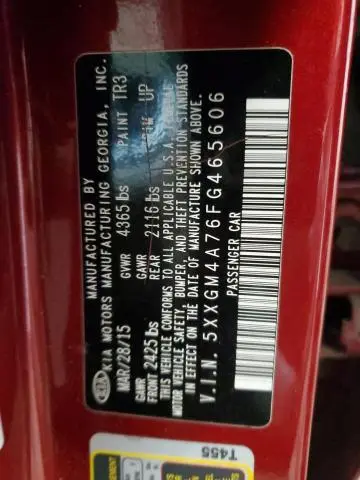 MANUFACTURED BY
KIA MOTORS MANUFACTURING GEORGIA, INC.
KIA
MAR/28/15 GVWR 4365 lbs PAINT TR3
GAWR FRONT 2425 lbs GAWR REAR 2116 lbs UP
THIS VEHICLE CONFORMS TO ALL APPLICABLE U.S.A.
VEHICLE SAFETY, BUMPER, AND THEFT PREVENTION STANDARDS
IN EFFECT ON THE DATE OF MANUFACTURE SHOWN ABOVE.
V.I.N. 5XXGM4A76FG465606
PASSENGER CAR
T455